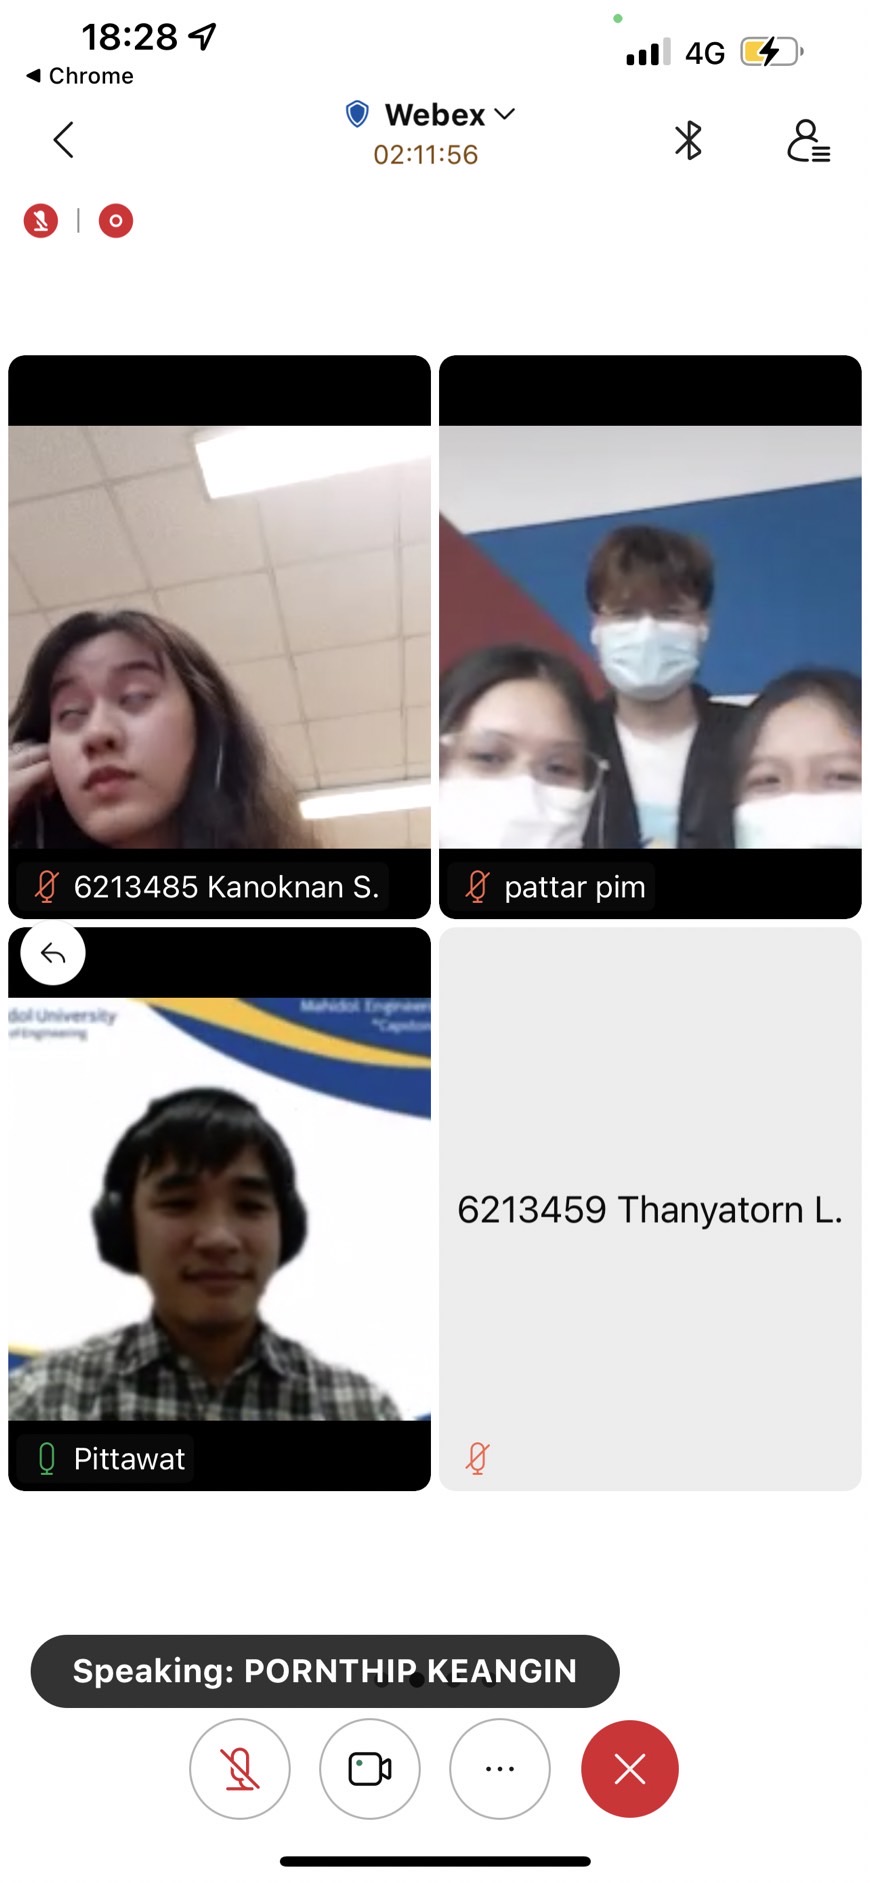 18:28
4G
Chrome
Webex
02:11:56
6213485 Kanoknan S.
pattar pim
dol University
of Engineering
Mahidol Engineer
"Capston
Pittawat
6213459 Thanyatorn L.
Speaking: PORNTHIP KEANGIN